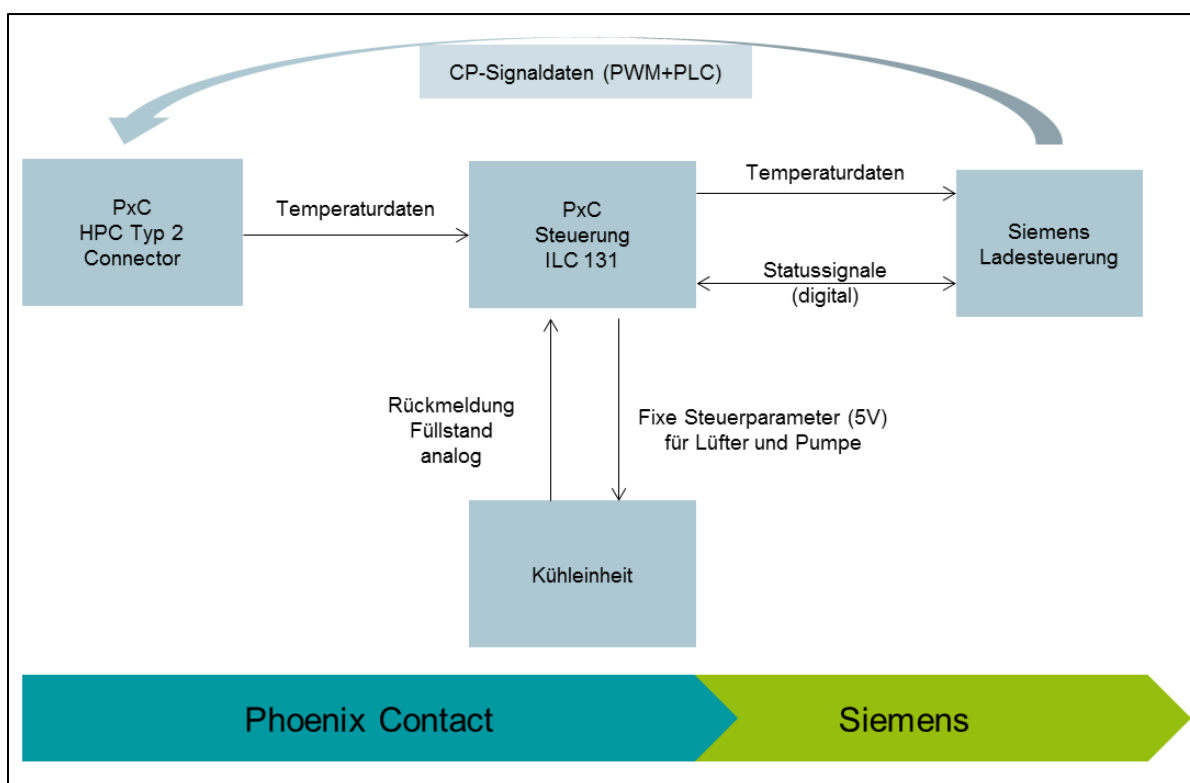 CP-Signaldaten (PWM+PLC)
PxC
HPC Typ 2
Connector
Temperaturdaten
PxC
Steuerung
ILC 131
Temperaturdaten
Statussignale
(digital)
Siemens
Ladesteuerung
Rückmeldung
Füllstand
analog
Fixe Steuerparameter (5V)
für Lüfter und Pumpe
Kühleinheit
Phoenix Contact
Siemens